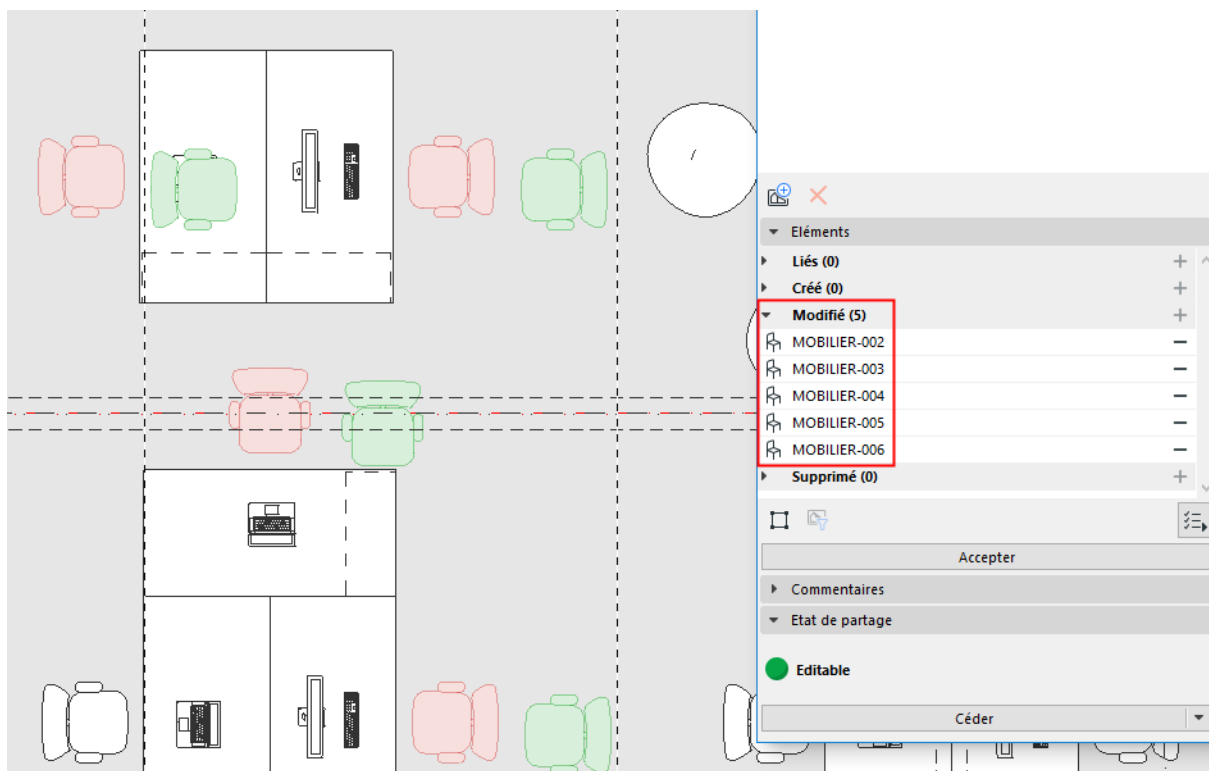 Eléments
Liés (0)
Créé (0)
Modifié (5)
MOBILIER-002
MOBILIER-003
MOBILIER-004
MOBILIER-005
MOBILIER-006
Supprimé (0)
Accepter
Commentaires
Etat de partage
Editable
Céder